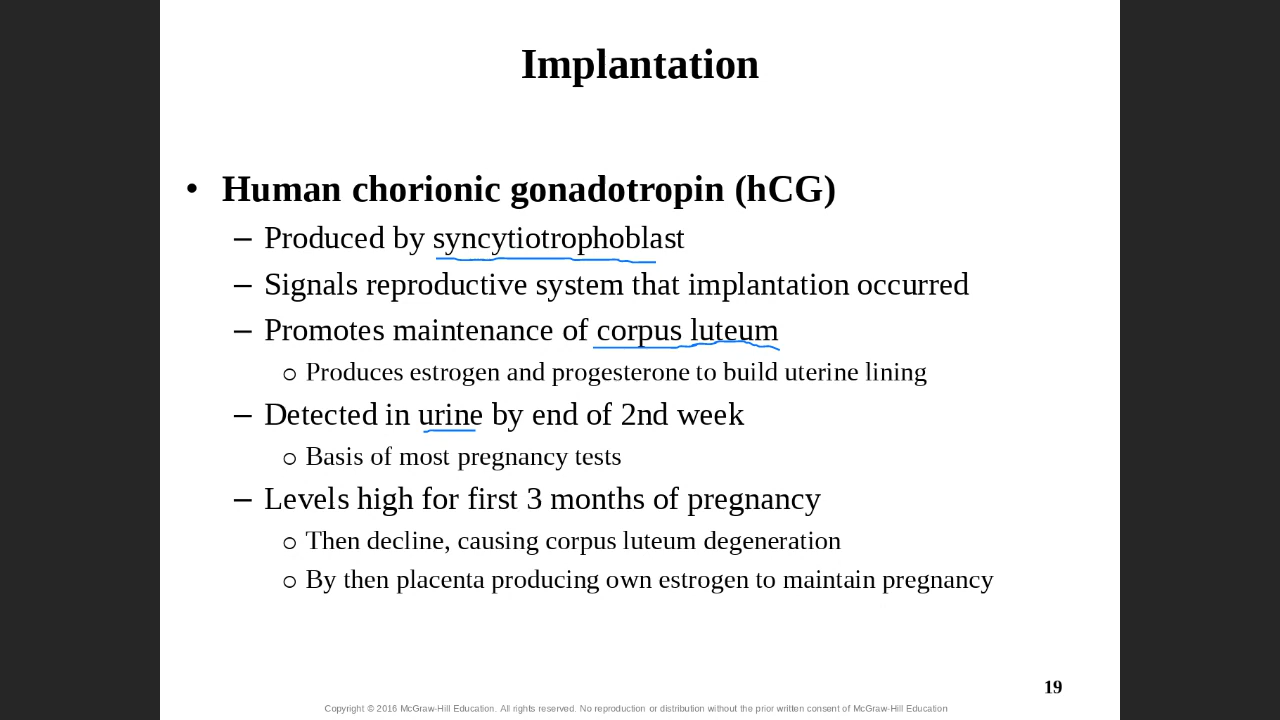 Implantation
• Human chorionic gonadotropin (hCG)
– Produced by syncytiotrophoblast
– Signals reproductive system that implantation occurred
– Promotes maintenance of corpus luteum
o Produces estrogen and progesterone to build uterine lining
– Detected in urine by end of 2nd week
o Basis of most pregnancy tests
– Levels high for first 3 months of pregnancy
o Then decline, causing corpus luteum degeneration
o By then placenta producing own estrogen to maintain pregnancy
19
Copyright © 2016 McGraw-Hill Education. All rights reserved. No reproduction or distribution without the prior written consent of McGraw-Hill Education